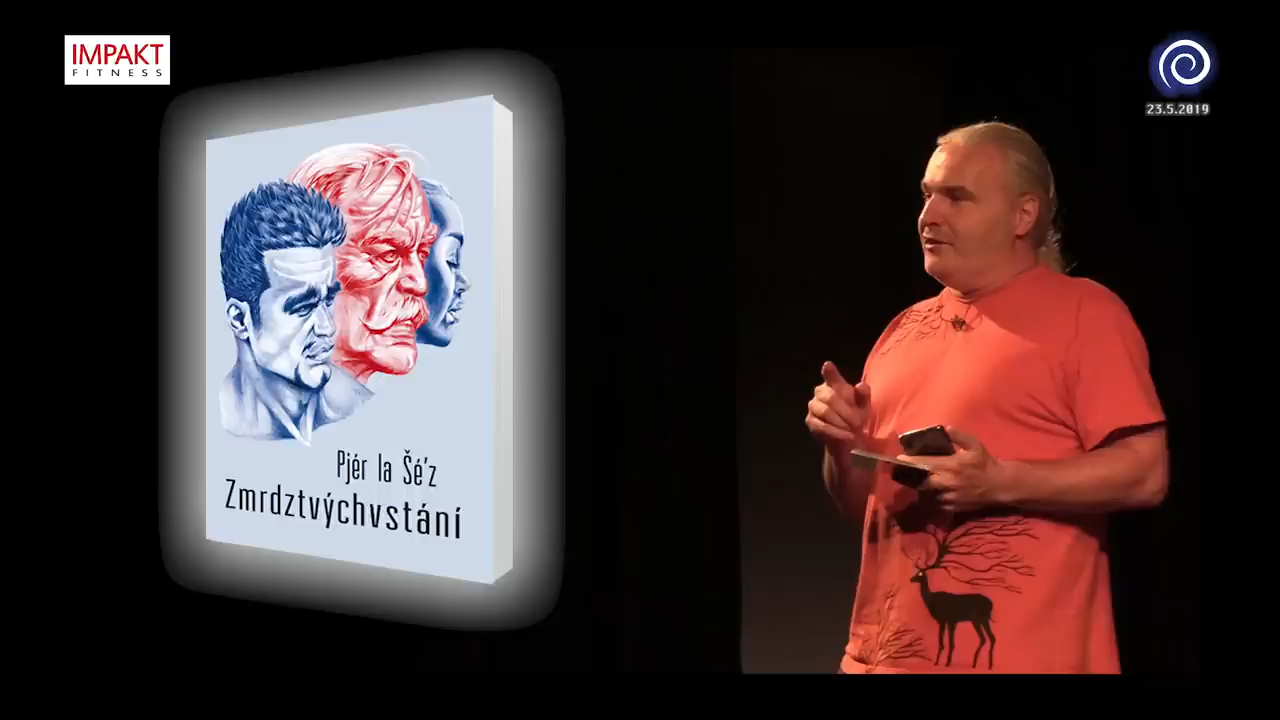 IMPAKT
FITNESS
23.5.2019
Pjér la Šé'z
Zmrdztvýchvstání